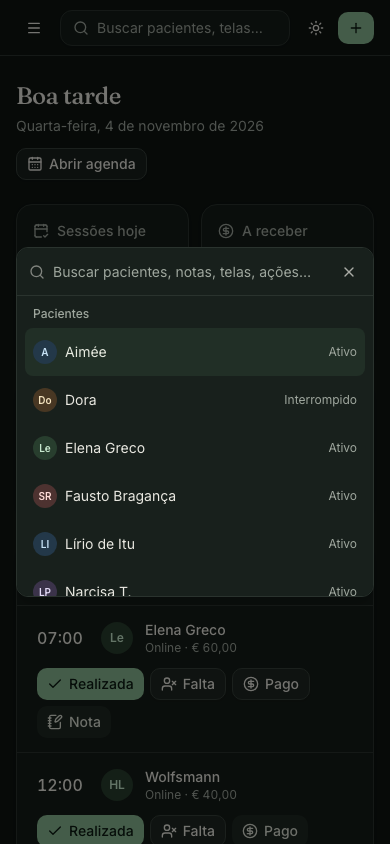 Buscar pacientes, telas...
Boa tarde
Quarta-feira, 4 de novembro de 2026
Abrir agenda
Sessões hoje
A receber
Buscar pacientes, notas, telas, ações...
Pacientes
A Aimée Ativo
Do Dora Interrompido
Le Elena Greco Ativo
SR Fausto Bragança Ativo
LI Lírio de Itu Ativo
LP Narcisa T. Ativo
07:00 Le Elena Greco
Online · € 60,00
Realizada Falta Pago
Nota
12:00 HL Wolfsmann
Online · € 40,00
Realizada Falta Pago